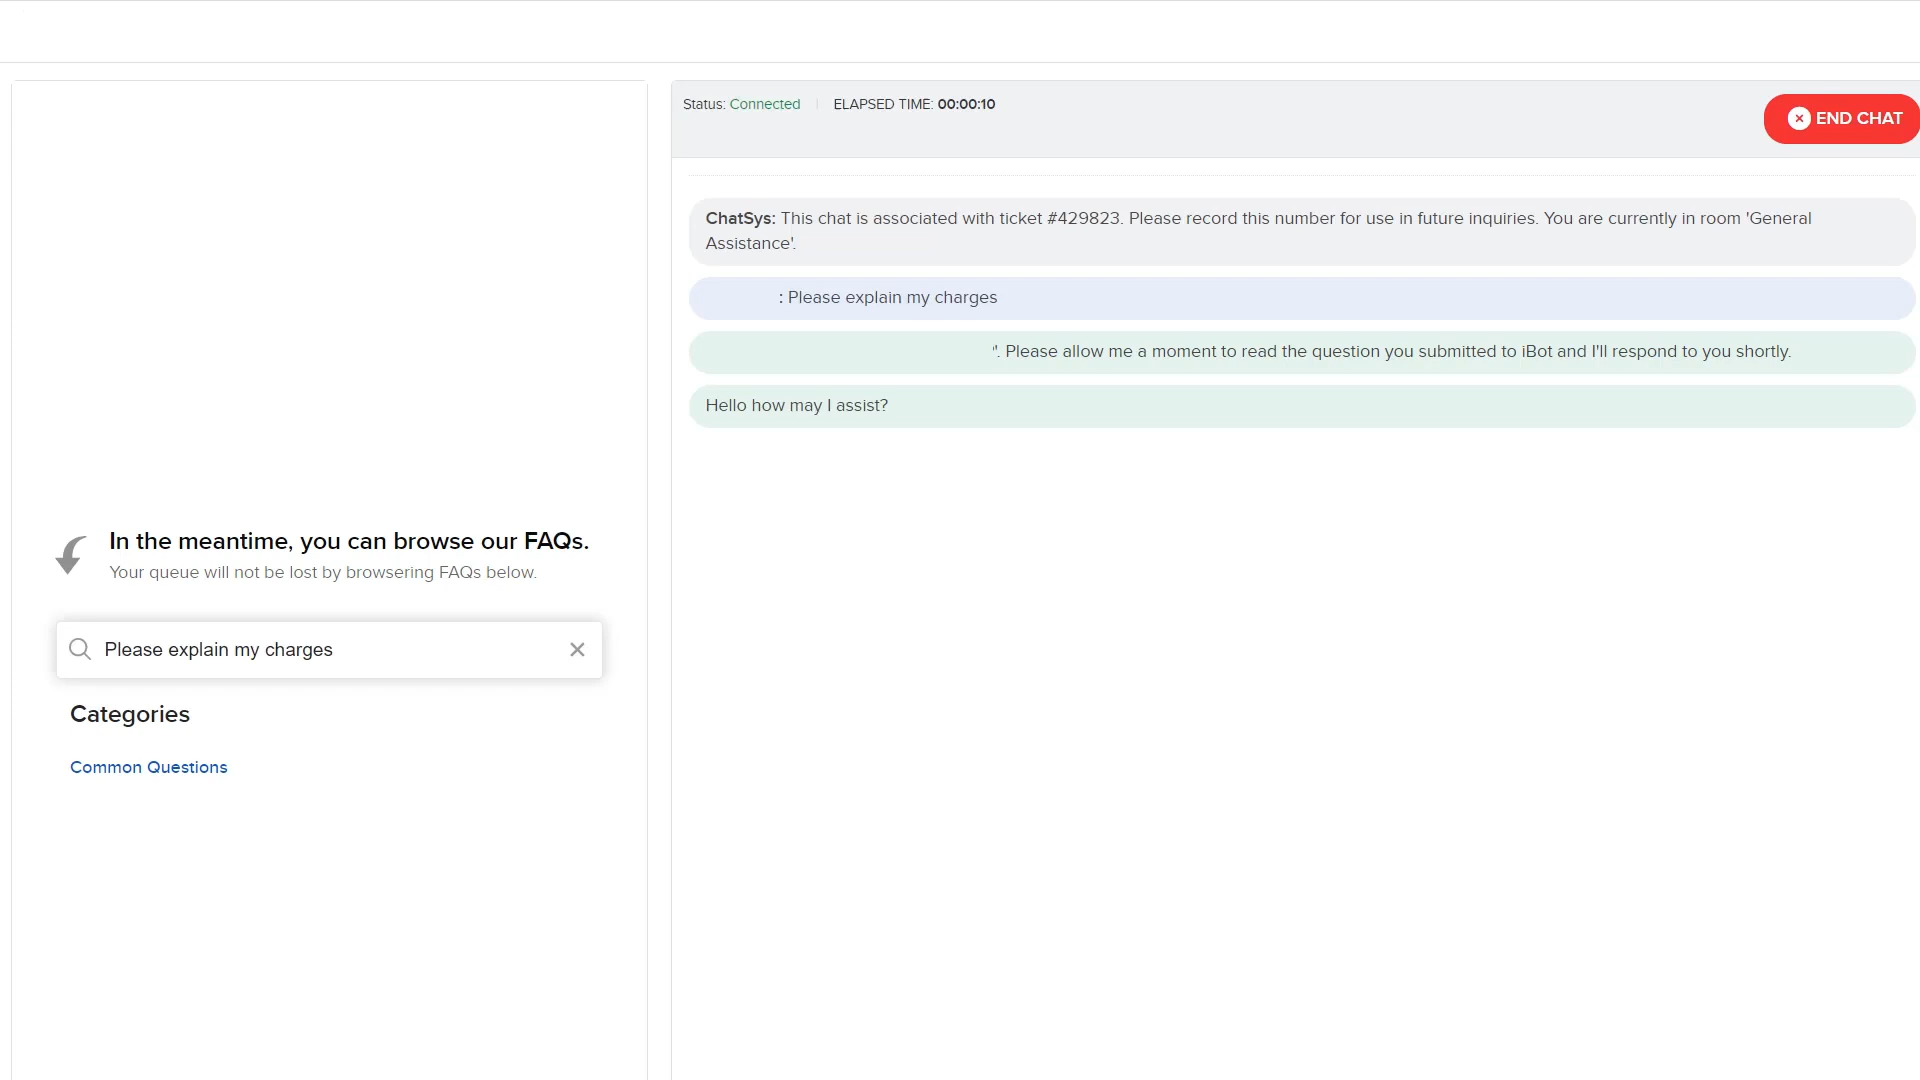 In the meantime, you can browse our FAQs.
Your queue will not be lost by browsering FAQs below.
Please explain my charges
Categories
Common Questions
Status: Connected
ELAPSED TIME: 00:00:10
END CHAT
ChatSys: This chat is associated with ticket #429823. Please record this number for use in future inquiries. You are currently in room 'General
Assistance'.
: Please explain my charges
'. Please allow me a moment to read the question you submitted to iBot and I'll respond to you shortly.
Hello how may I assist?